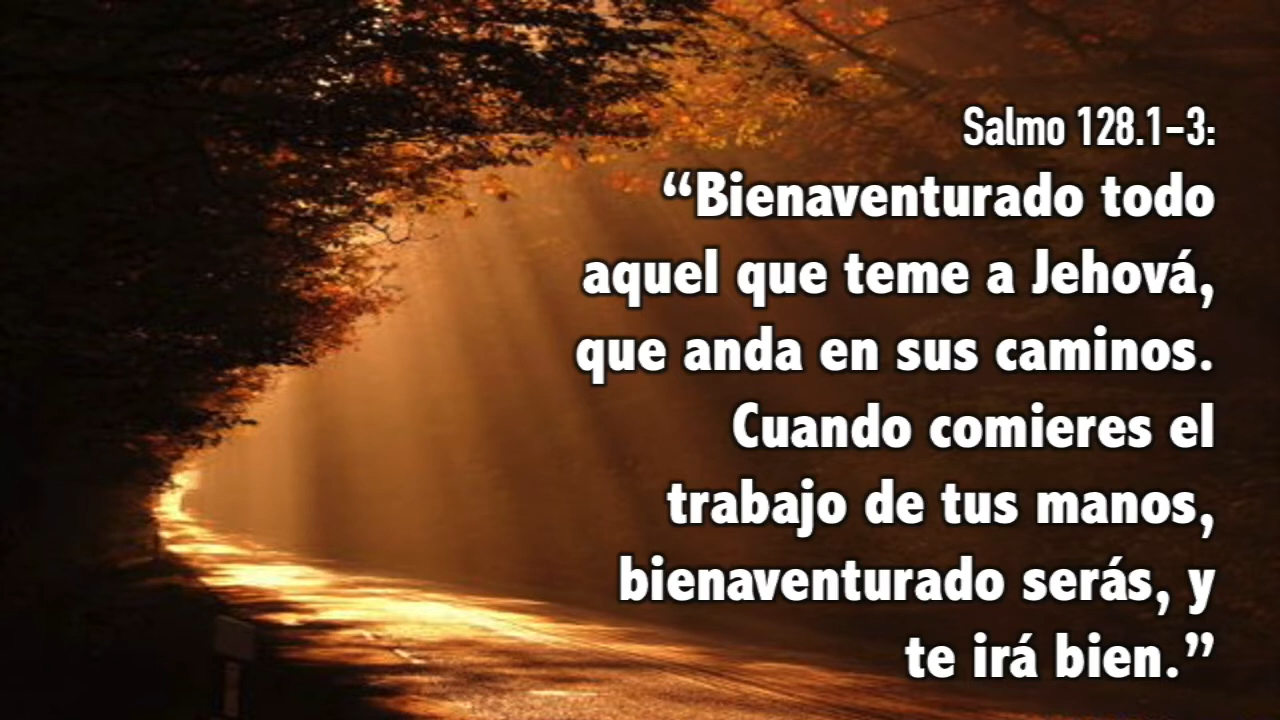 Salmo 128.1–3:
“Bienaventurado todo
aquel que teme a Jehová,
que anda en sus caminos.
Cuando comieres el
trabajo de tus manos,
bienaventurado serás, y
te irá bien.”